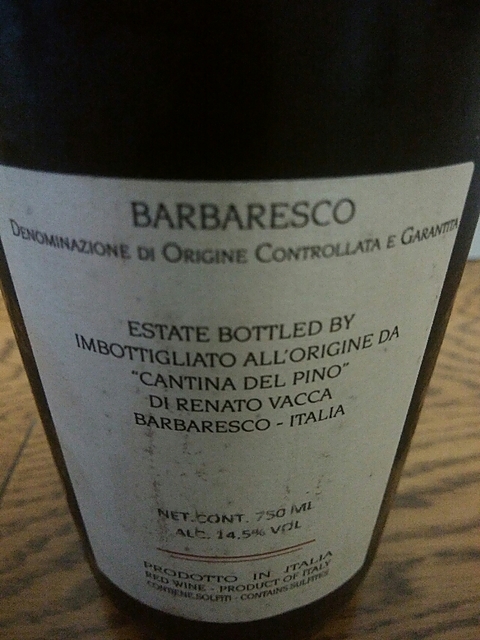 BARBARESCO
DENOMINAZIONE DI ORIGINE CONTROLLATA E GARANTITA
ESTATE BOTTLED BY
IMBOTTIGLIATO ALL'ORIGINE DA
"CANTINA DEL PINO"
DI RENATO VACCA
BARBARESCO - ITALIA
NET.CONT. 750 ML
ALC. 14.5% VOL
PRODOTTO IN ITALIA
RED WINE - PRODUCT OF ITALY
CONTIENE SOLFITI - CONTAINS SULFITES